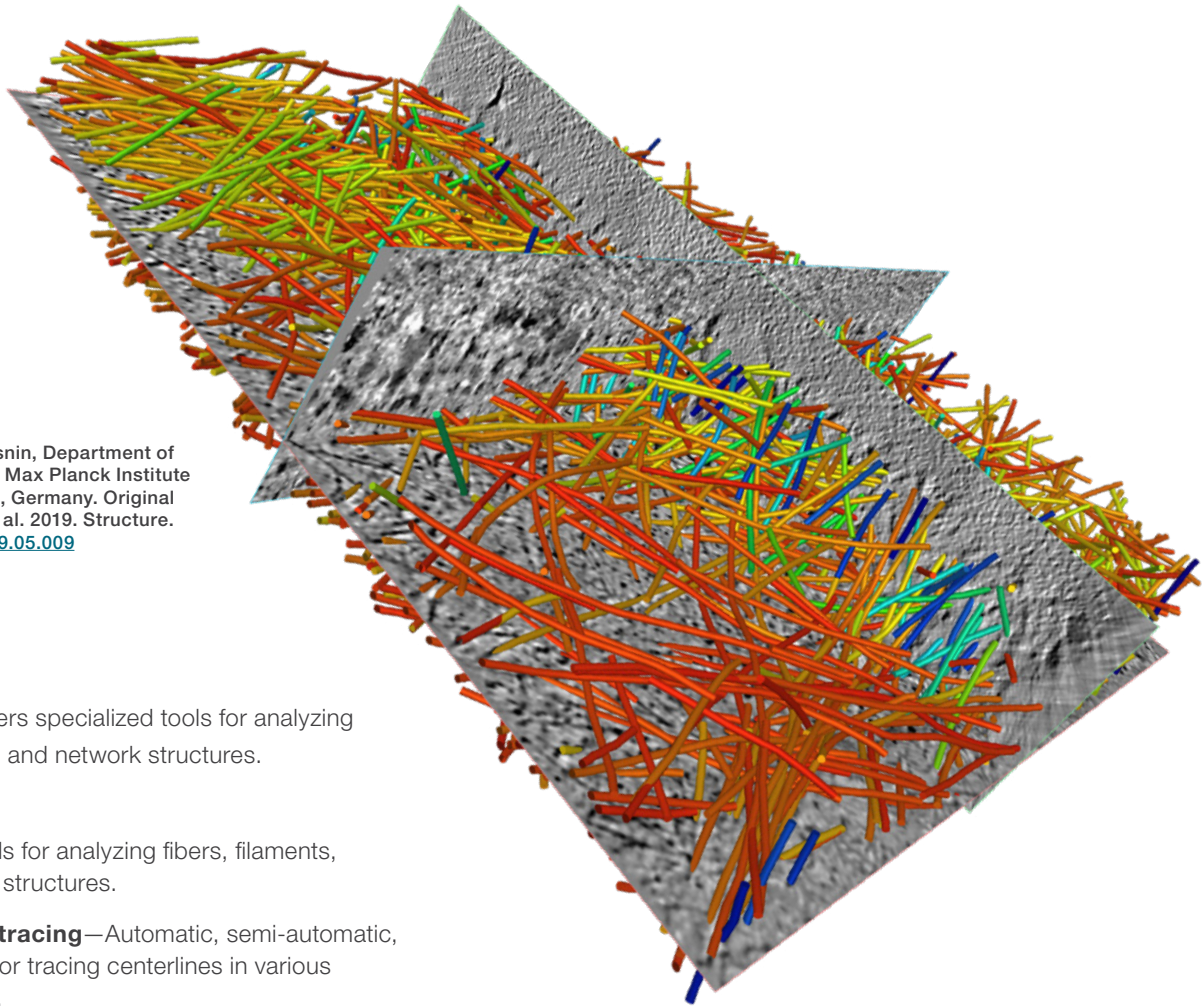 snin, Department of
Max Planck Institute
, Germany. Original
al. 2019. Structure.
9.05.009
ers specialized tools for analyzing
and network structures.
ls for analyzing fibers, filaments,
structures.
tracing—Automatic, semi-automatic,
or tracing centerlines in various